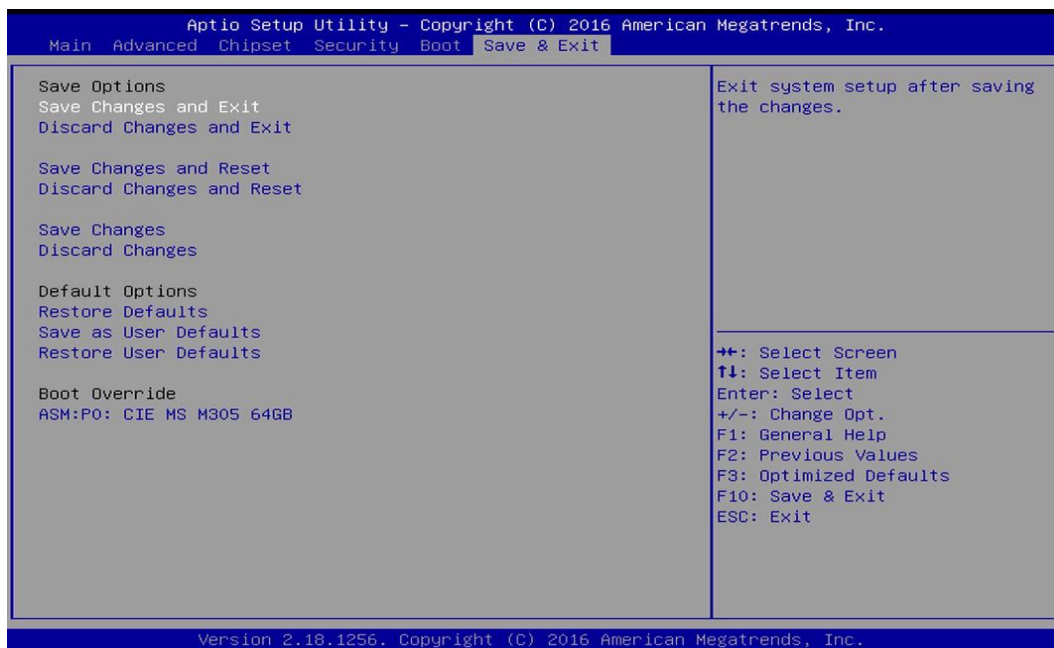 Aptio Setup Utility – Copyright (C) 2016 American Megatrends, Inc.
Main Advanced Chipset Security Boot Save & Exit
Save Options
Save Changes and Exit
Discard Changes and Exit
Save Changes and Reset
Discard Changes and Reset
Save Changes
Discard Changes
Default Options
Restore Defaults
Save as User Defaults
Restore User Defaults
Boot Override
ASM:P0: CIE MS M305 64GB
Exit system setup after saving
the changes.
→←: Select Screen
↑↓: Select Item
Enter: Select
+/-: Change Opt.
F1: General Help
F2: Previous Values
F3: Optimized Defaults
F10: Save & Exit
ESC: Exit
Version 2.18.1256. Copyright (C) 2016 American Megatrends, Inc.